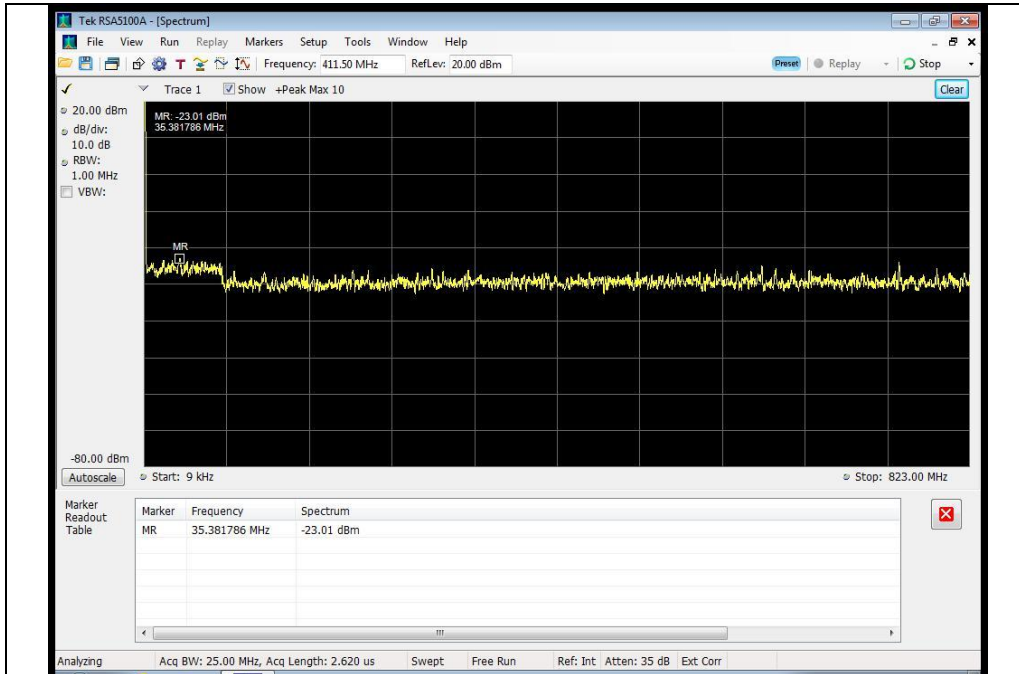 Tek RSA5100A - [Spectrum]
File View Run Replay Markers Setup Tools Window Help
T Frequency: 411.50 MHz RefLev: 20.00 dBm Preset Replay Stop
Trace 1 Show +Peak Max 10 Clear
20.00 dBm
dB/div:
10.0 dB
RBW:
1.00 MHz
VBW:
MR: -23.01 dBm
35.381786 MHz
MR
-80.00 dBm
Autoscale Start: 9 kHz Stop: 823.00 MHz
Marker
Readout
Table
Marker Frequency Spectrum
MR 35.381786 MHz -23.01 dBm
Analyzing Acq BW: 25.00 MHz, Acq Length: 2.620 us Swept Free Run Ref: Int Atten: 35 dB Ext Corr